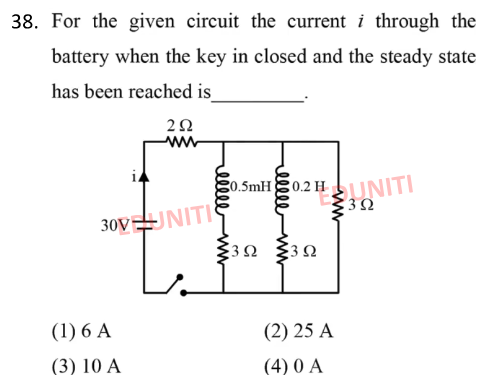 38. For the given circuit the current i through the
battery when the key in closed and the steady state
has been reached is__________.
2 Ω
i
0.5mH
0.2 H
EDUNITI
3 Ω
30V
EDUNITI
3 Ω
3 Ω
(1) 6 A (2) 25 A
(3) 10 A (4) 0 A